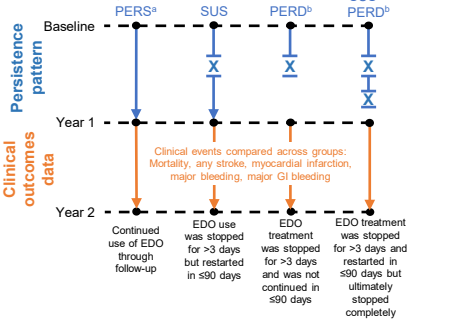 PERSᵃ SUS PERDᵇ PERDᵇ
Baseline
X X X
X
Persistence
pattern
Year 1
Clinical events compared across groups:
Mortality, any stroke, myocardial infarction,
major bleeding, major GI bleeding
Clinical
outcomes
data
Year 2
Continued
use of EDO
through
follow-up
EDO use
was stopped
for >3 days
but restarted
in ≤90 days
EDO
treatment
was stopped
for >3 days
and was not
continued in
≤90 days
EDO treatment
was stopped
for >3 days and
restarted in
≤90 days but
ultimately
stopped
completely